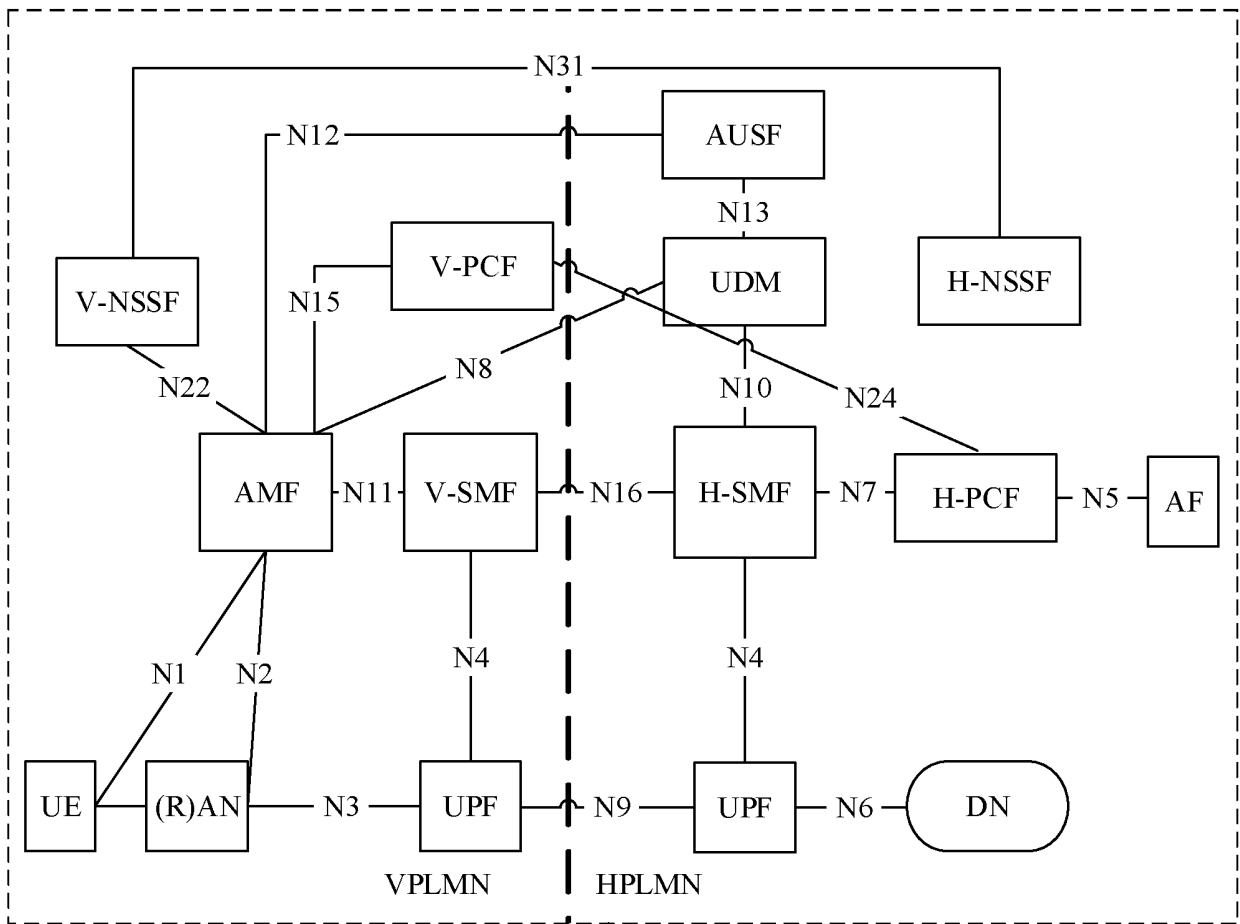 N31
N12
AUSF
N13
V-PCF
UDM
H-NSSF
V-NSSF
N15
N8
N22
N10
N24
AMF
N11
V-SMF
N16
H-SMF
N7
H-PCF
N5
AF
N1
N2
N4
N4
UE
(R)AN
N3
UPF
N9
UPF
N6
DN
VPLMN
HPLMN